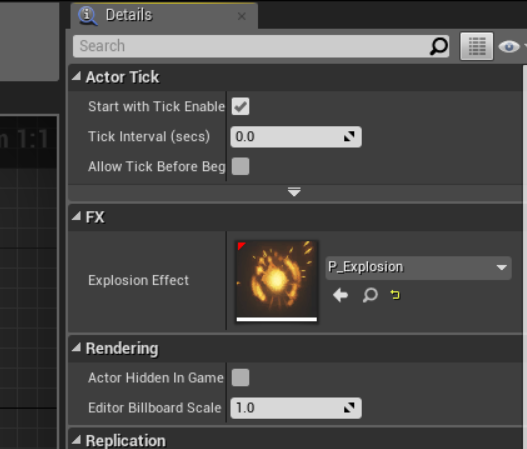 Details
Search
Actor Tick
Start with Tick Enable
Tick Interval (secs) 0.0
Allow Tick Before Beg
FX
Explosion Effect
P_Explosion
Rendering
Actor Hidden In Game
Editor Billboard Scale 1.0
Replication
m 1:1